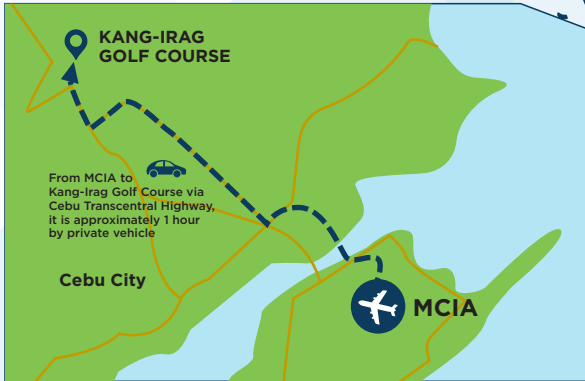 KANG-IRAG
GOLF COURSE
From MCIA to
Kang-Irag Golf Course via
Cebu Transcentral Highway,
it is approximately 1 hour
by private vehicle
Cebu City
MCIA